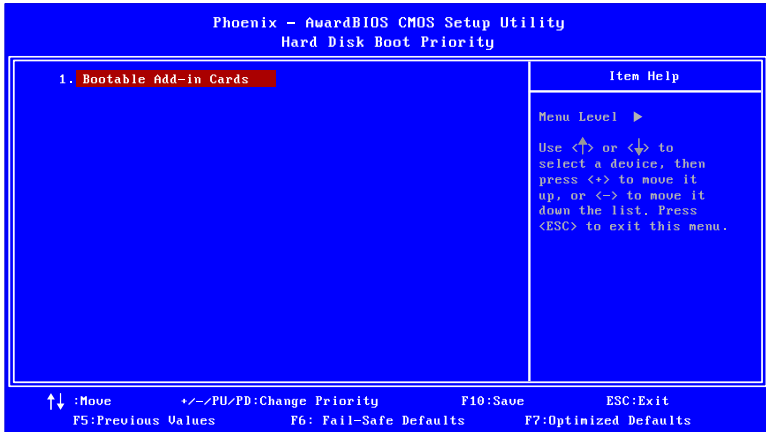 Phoenix – AwardBIOS CMOS Setup Utility
Hard Disk Boot Priority
1. Bootable Add-in Cards
Item Help
Menu Level ▶
Use <↑> or <↓> to
select a device, then
press <+> to move it
up, or <-> to move it
down the list. Press
<ESC> to exit this menu.
↑↓ :Move +/-/PU/PD:Change Priority F10:Save ESC:Exit
F5:Previous Values F6: Fail-Safe Defaults F7:Optimized Defaults